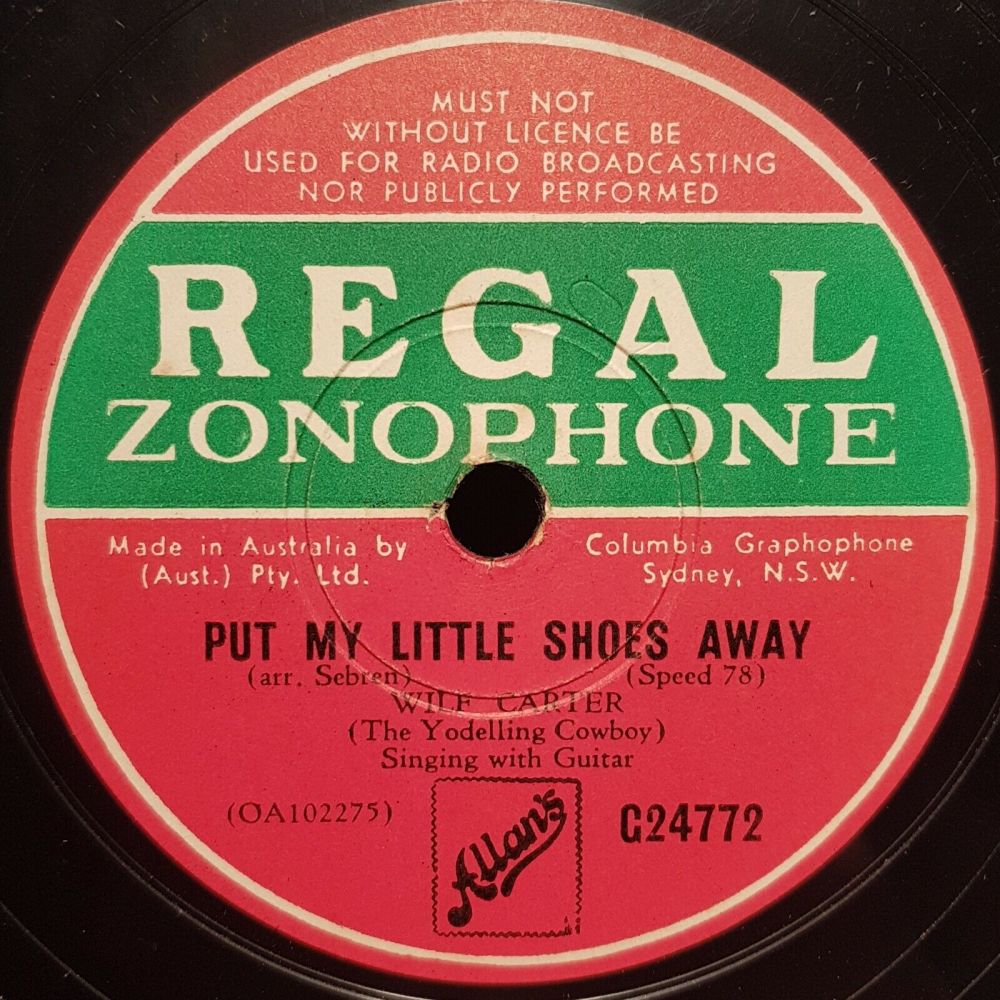 MUST NOT
WITHOUT LICENCE BE
USED FOR RADIO BROADCASTING
NOR PUBLICLY PERFORMED
REGAL
ZONOPHONE
Made in Australia by Columbia Graphophone
(Aust.) Pty. Ltd. Sydney, N.S.W.
PUT MY LITTLE SHOES AWAY
(arr. Sebren) (Speed 78)
WILF CARTER
(The Yodelling Cowboy)
Singing with Guitar
(OA102275) Allan's G24772